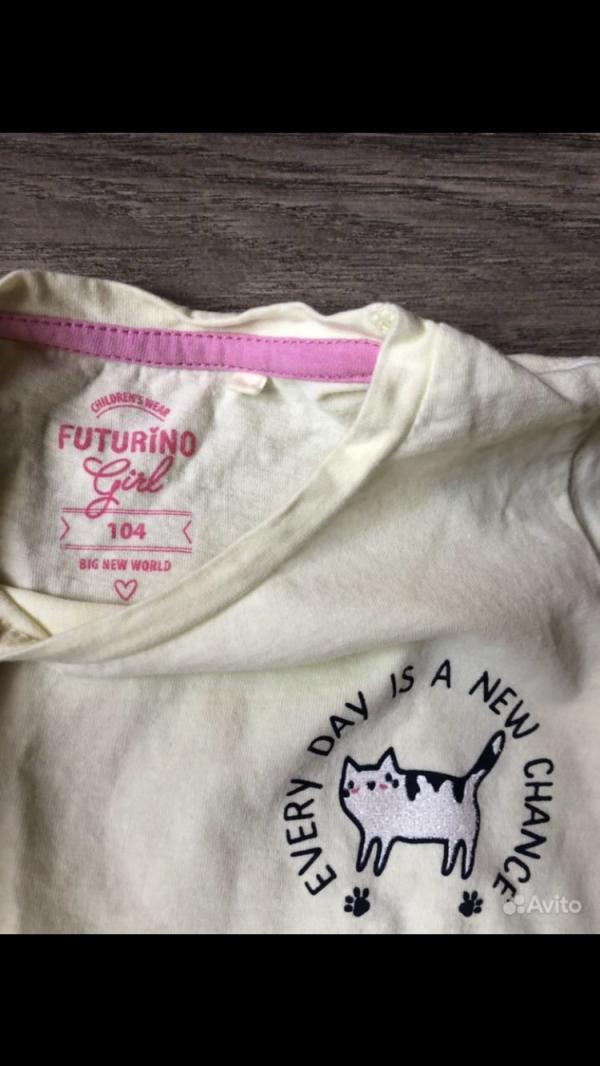 CHILDREN'S WEAR
FUTURINO
Girl
104
BIG NEW WORLD
EVERY DAY IS A NEW CHANCE
Avito